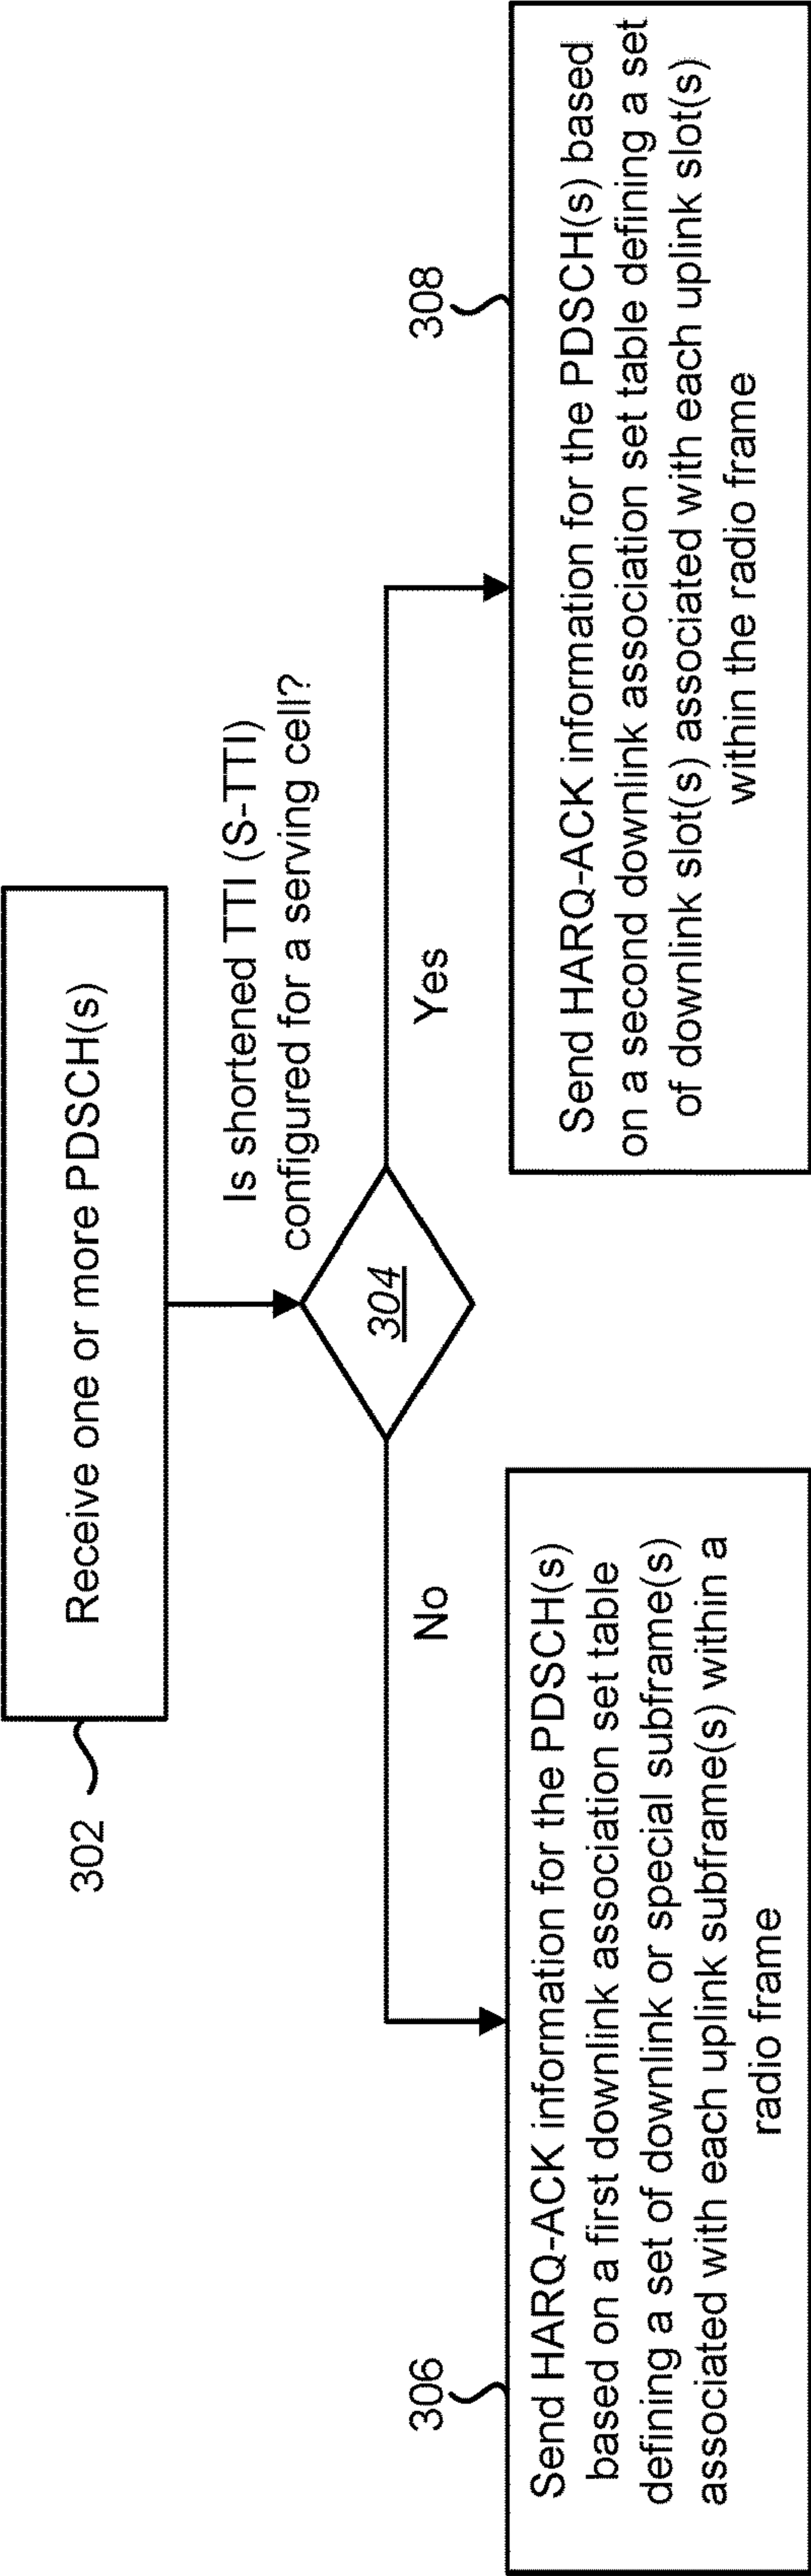 302
Receive one or more PDSCH(s)
Is shortened TTI (S-TTI)
configured for a serving cell?
304
No
Yes
306
Send HARQ-ACK information for the PDSCH(s)
based on a first downlink association set table
defining a set of downlink or special subframe(s)
associated with each uplink subframe(s) within a
radio frame
308
Send HARQ-ACK information for the PDSCH(s) based
on a second downlink association set table defining a set
of downlink slot(s) associated with each uplink slot(s)
within the radio frame